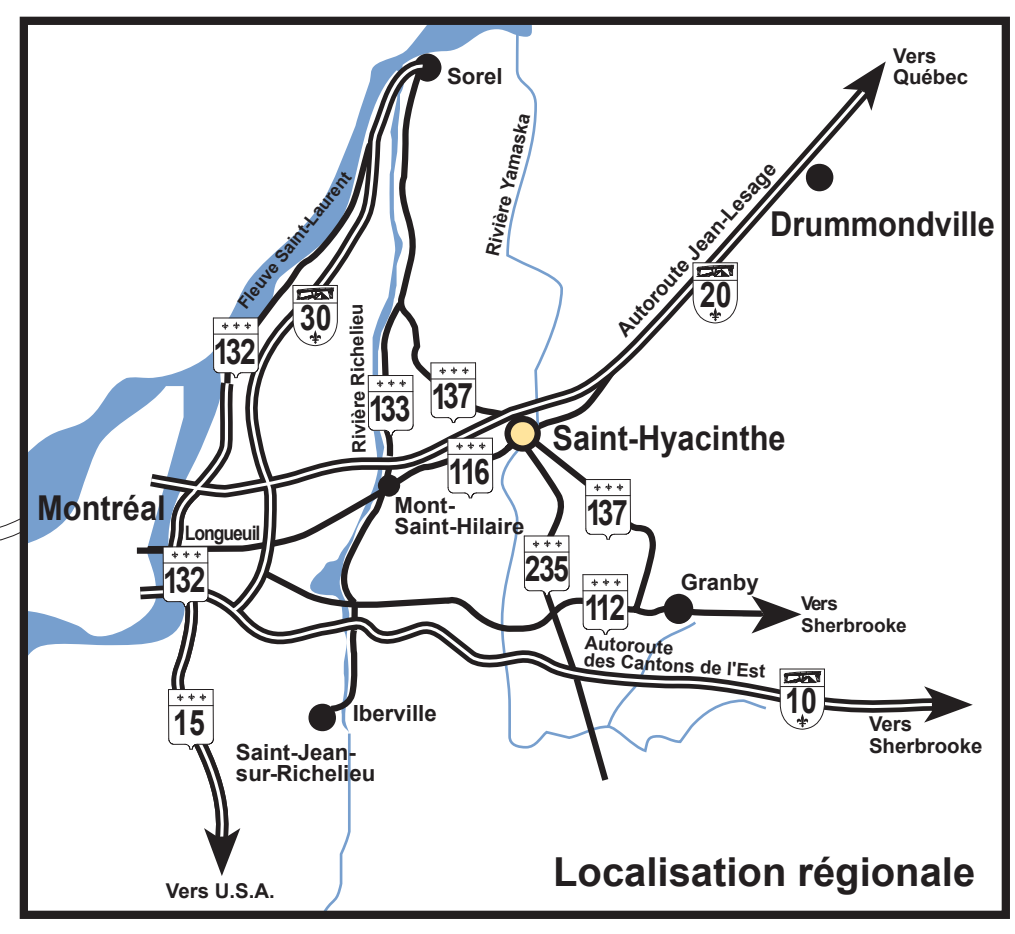 Vers
Québec
Sorel
Rivière Yamaska
Fleuve Saint-Laurent
Autoroute Jean-Lesage
Drummondville
20
30
132
Rivière Richelieu
133
137
Saint-Hyacinthe
116
Montréal
Mont-
Saint-Hilaire
Longueuil
137
235
132
112
Granby
Vers
Sherbrooke
Autoroute
des Cantons de l'Est
10
Vers
Sherbrooke
15
Iberville
Saint-Jean-
sur-Richelieu
Vers U.S.A.
Localisation régionale